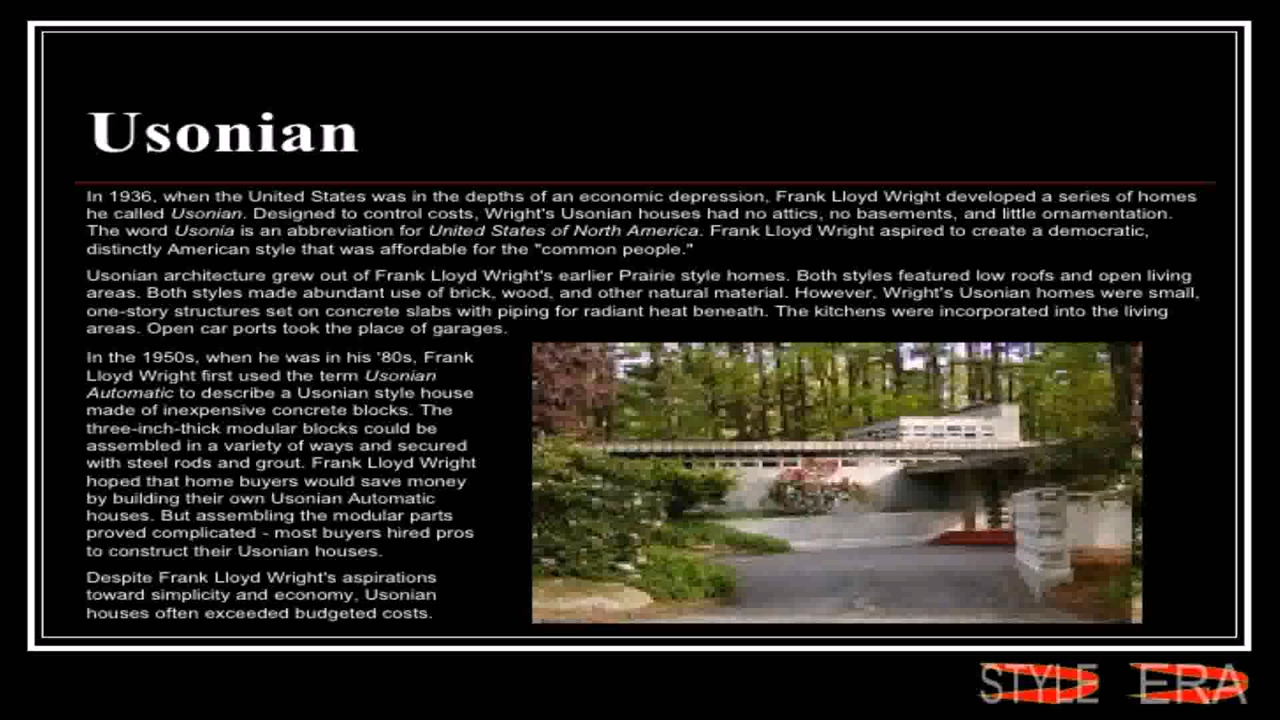 Usonian
In 1936, when the United States was in the depths of an economic depression, Frank Lloyd Wright developed a series of homes
he called Usonian. Designed to control costs, Wright's Usonian houses had no attics, no basements, and little ornamentation.
The word Usonia is an abbreviation for United States of North America. Frank Lloyd Wright aspired to create a democratic,
distinctly American style that was affordable for the "common people."
Usonian architecture grew out of Frank Lloyd Wright's earlier Prairie style homes. Both styles featured low roofs and open living
areas. Both styles made abundant use of brick, wood, and other natural material. However, Wright's Usonian homes were small,
one-story structures set on concrete slabs with piping for radiant heat beneath. The kitchens were incorporated into the living
areas. Open car ports took the place of garages.
In the 1950s, when he was in his '80s, Frank
Lloyd Wright first used the term Usonian
Automatic to describe a Usonian style house
made of inexpensive concrete blocks. The
three-inch-thick modular blocks could be
assembled in a variety of ways and secured
with steel rods and grout. Frank Lloyd Wright
hoped that home buyers would save money
by building their own Usonian Automatic
houses. But assembling the modular parts
proved complicated - most buyers hired pros
to construct their Usonian houses.
Despite Frank Lloyd Wright's aspirations
toward simplicity and economy, Usonian
houses often exceeded budgeted costs.
STYLE ERA